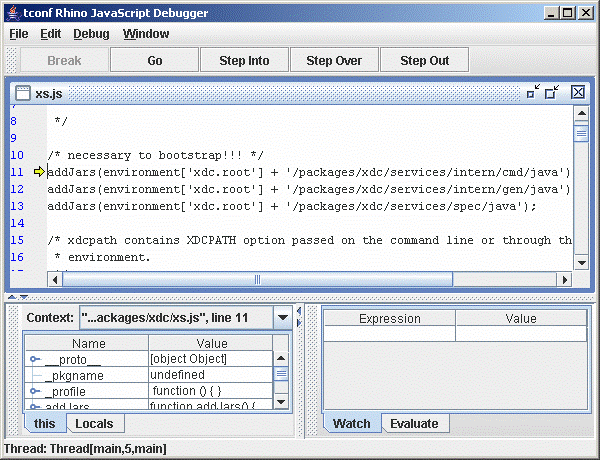 tconf Rhino JavaScript Debugger
File Edit Debug Window
Break Go Step Into Step Over Step Out
xs.js
8 */
9
10 /* necessary to bootstrap!!! */
11 addJars(environment['xdc.root'] + '/packages/xdc/services/intern/cmd/java')
12 addJars(environment['xdc.root'] + '/packages/xdc/services/intern/gen/java')
13 addJars(environment['xdc.root'] + '/packages/xdc/services/spec/java');
14
15 /* xdcpath contains XDCPATH option passed on the command line or through th
16 * environment.
Context: "...ackages/xdc/xs.js", line 11
Name Value
__proto__ [object Object]
_pkgname undefined
_profile function () { }
addJars function addJars() {
this Locals
Expression Value
Watch Evaluate
Thread: Thread[main,5,main]